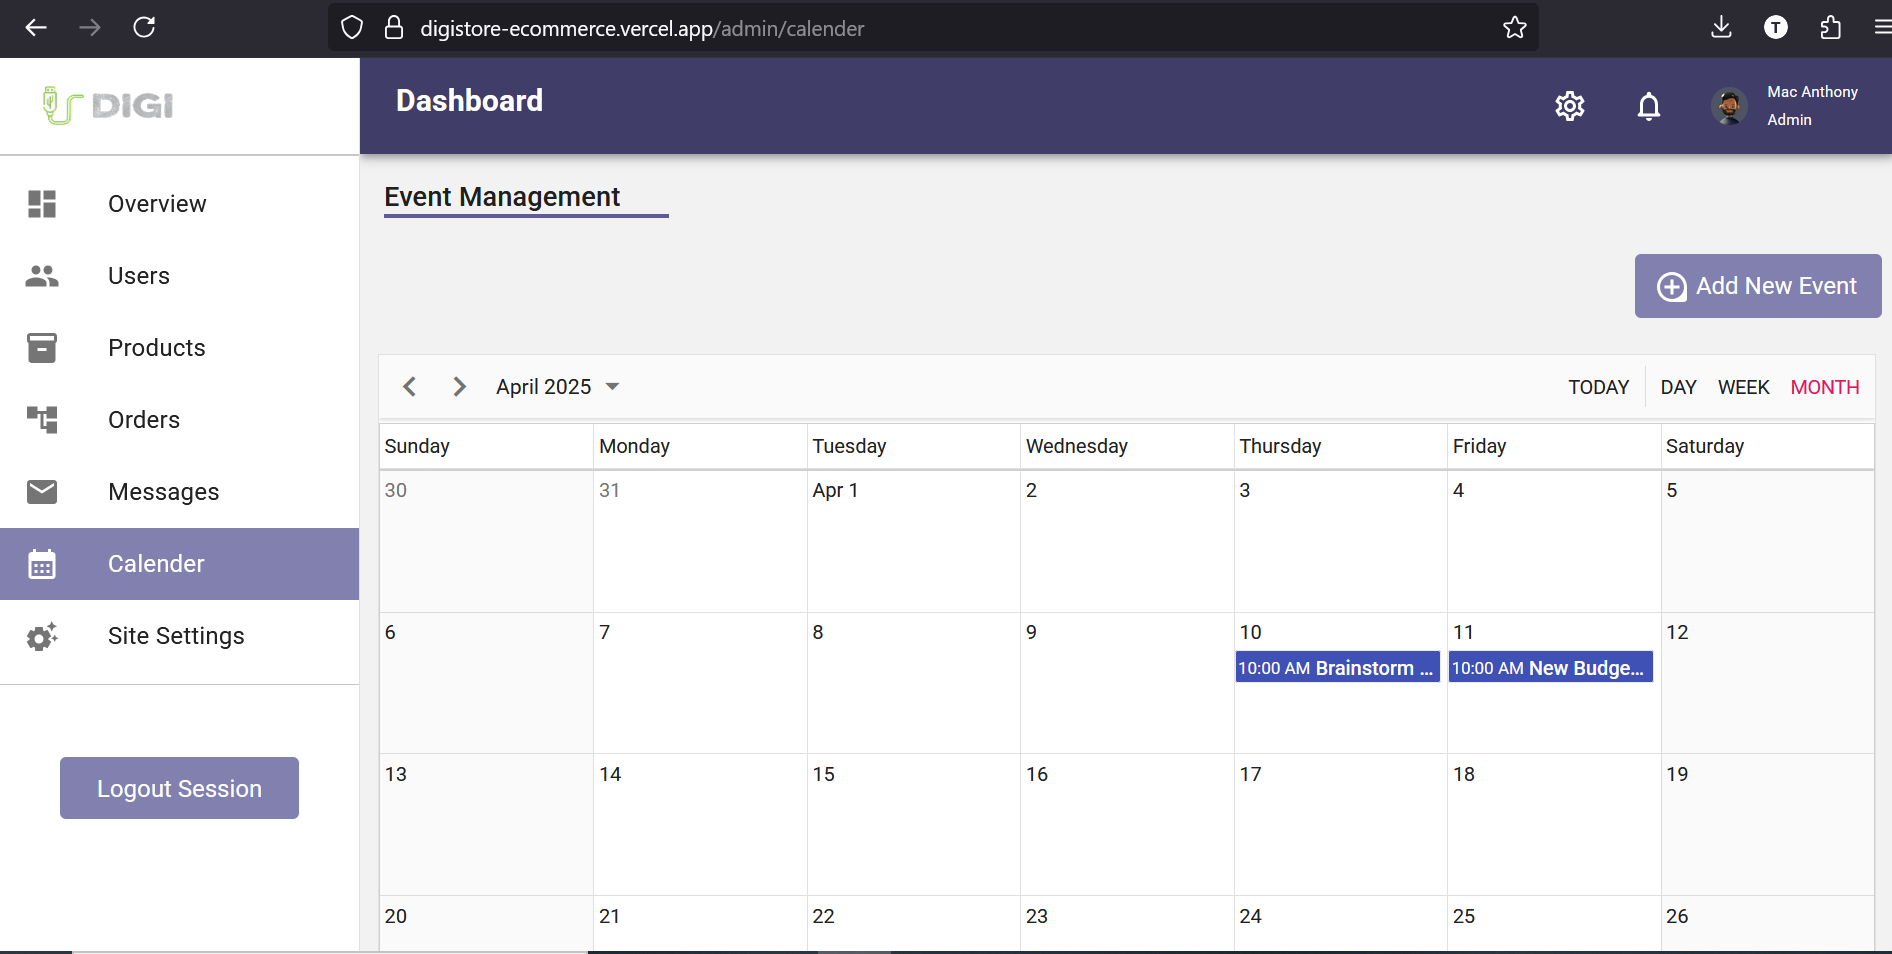 digistore-ecommerce.vercel.app/admin/calender
T
DIGI
Dashboard
Mac Anthony
Admin
Overview
Users
Products
Orders
Messages
Calender
Site Settings
Logout Session
Event Management
Add New Event
April 2025
TODAY DAY WEEK MONTH
Sunday Monday Tuesday Wednesday Thursday Friday Saturday
30 31 Apr 1 2 3 4 5
6 7 8 9 10 11 12
10:00 AM Brainstorm ... 10:00 AM New Budge...
13 14 15 16 17 18 19
20 21 22 23 24 25 26